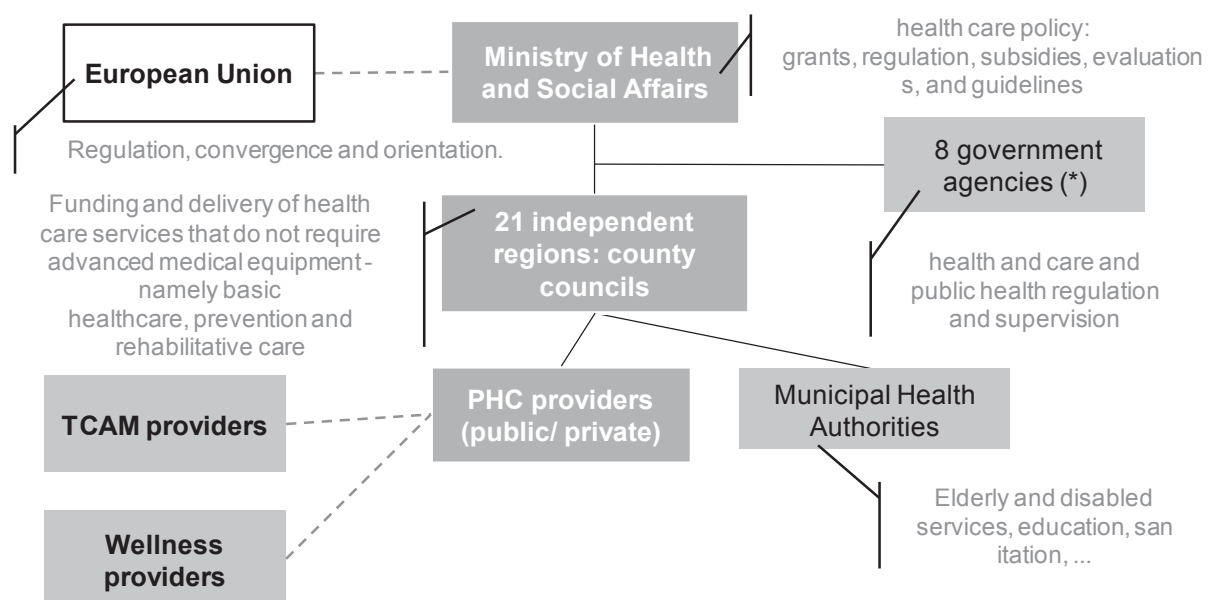 European Union
Ministry of Health
and Social Affairs
health care policy:
grants, regulation, subsidies, evaluation
s, and guidelines
Regulation, convergence and orientation.
8 government
agencies (*)
Funding and delivery of health
care services that do not require
advanced medical equipment -
namely basic
healthcare, prevention and
rehabilitative care
21 independent
regions: county
councils
health and care and
public health regulation
and supervision
TCAM providers
PHC providers
(public/ private)
Municipal Health
Authorities
Wellness
providers
Elderly and disabled
services, education, san
itation, ...